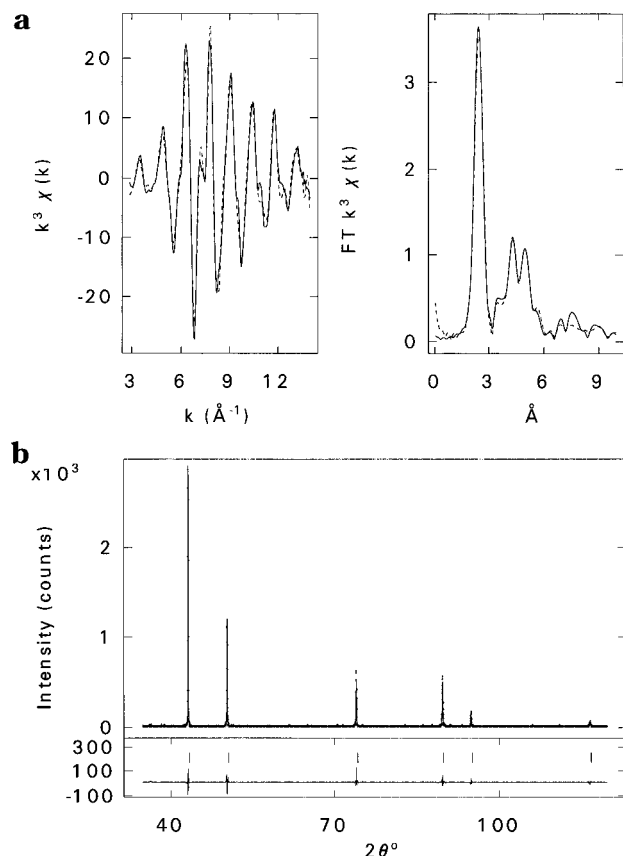 a
20
10
0
-10
-20
k³ χ (k)
3 6 9 12
k (Å⁻¹)
3
2
1
0
FT k³ χ (k)
0 3 6 9
Å
b
x10³
2
1
0
Intensity (counts)
300
100
-100
40 70 100
2θ°